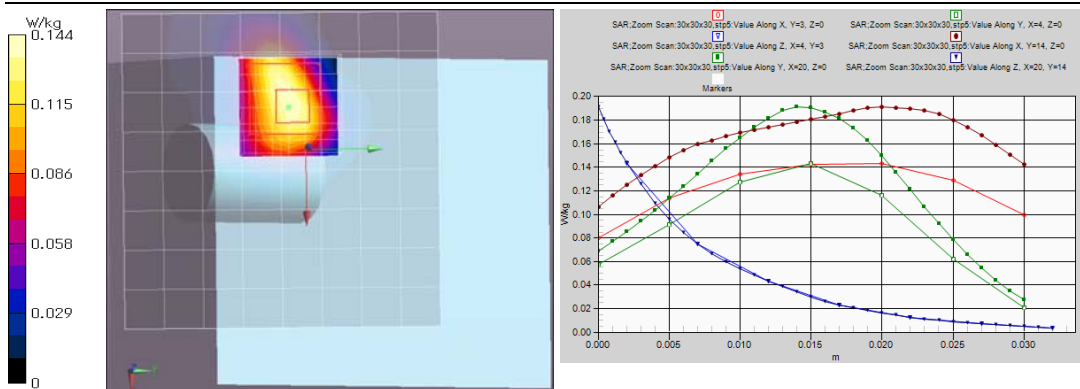 W/kg
0.144
0.115
0.086
0.058
0.029
0
SAR;Zoom Scan:30x30x30,stp5:Value Along X, Y=3, Z=0
SAR;Zoom Scan:30x30x30,stp5:Value Along Y, X=4, Z=0
SAR;Zoom Scan:30x30x30,stp5:Value Along Z, X=4, Y=3
SAR;Zoom Scan:30x30x30,stp5:Value Along X, Y=14, Z=0
SAR;Zoom Scan:30x30x30,stp5:Value Along Y, X=20, Z=0
SAR;Zoom Scan:30x30x30,stp5:Value Along Z, X=20, Y=14
Markers
0.20
0.18
0.16
0.14
0.12
0.10
0.08
0.06
0.04
0.02
0.00
W/kg
0.000 0.005 0.010 0.015 0.020 0.025 0.030
m